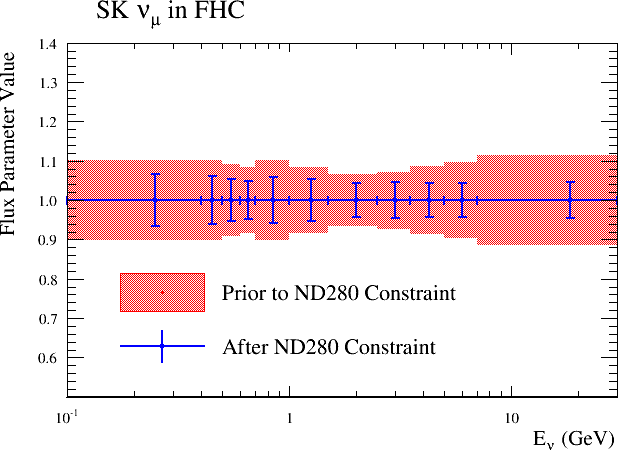 SK ν_μ in FHC
Flux Parameter Value
1.4
1.3
1.2
1.1
1.0
0.9
0.8
0.7
0.6
Prior to ND280 Constraint
After ND280 Constraint
10⁻¹ 1 10
E_ν (GeV)